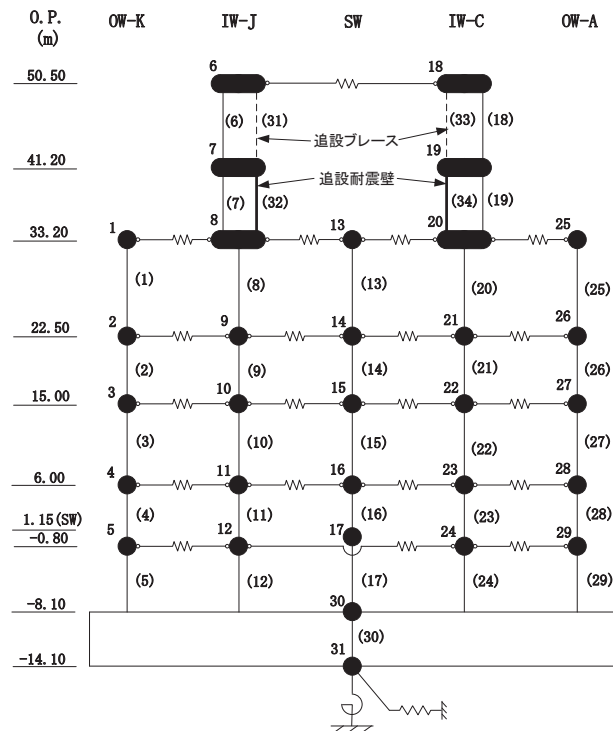 O.P.
(m)
OW-K IW-J SW IW-C OW-A
50.50
6 18
(6) (31) (33) (18)
追設ブレース
41.20
7 19
追設耐震壁
(7) (32) (34) (19)
33.20
1 8 13 20 25
(1) (8) (13) (20) (25)
22.50
2 9 14 21 26
(2) (9) (14) (21) (26)
15.00
3 10 15 22 27
(3) (10) (15) (22) (27)
6.00
4 11 16 23 28
(4) (11) (16) (23) (28)
1.15(SW)
5 12 17 24 29
-0.80
(5) (12) (17) (24) (29)
-8.10
30
(30)
-14.10
31